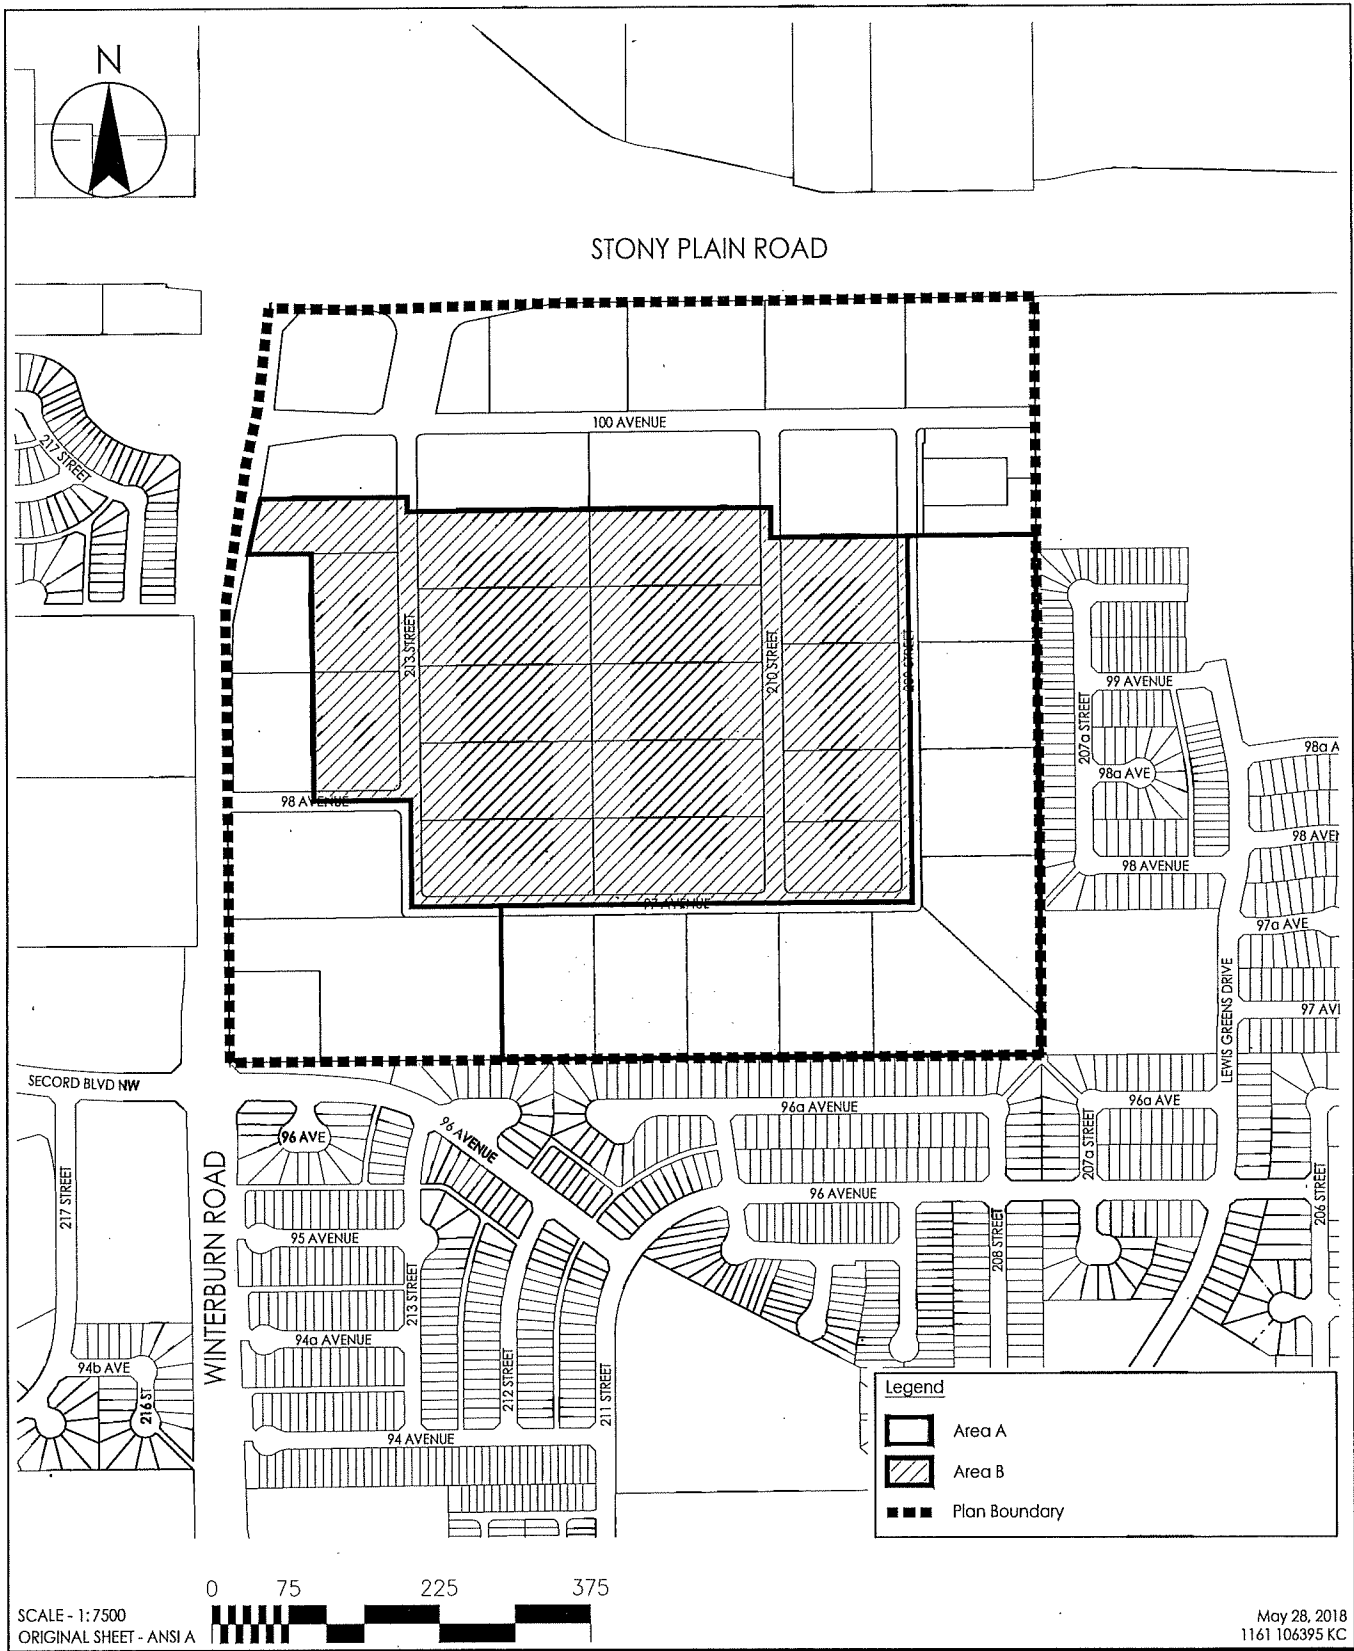 N
STONY PLAIN ROAD
100 AVENUE
217 STREET
213 STREET
210 STREET
STREET
99 AVENUE
207a STREET
98a A
98a AVE
98 AVENUE
98 AVEN
98 AVENUE
97 AVENUE
97a AVE
LEWIS GREENS DRIVE
97 AVE
SECORD BLVD NW
96a AVENUE
96a AVE
96 AVE
96 AVENUE
207a STREET
217 STREET
WINTERBURN ROAD
96 AVENUE
206 STREET
95 AVENUE
208 STREET
213 STREET
94a AVENUE
94b AVE
216 ST
212 STREET
211 STREET
94 AVENUE
Legend
Area A
Area B
Plan Boundary
0 75 225 375
SCALE - 1:7500
ORIGINAL SHEET - ANSI A
May 28, 2018
1161 106395 KC